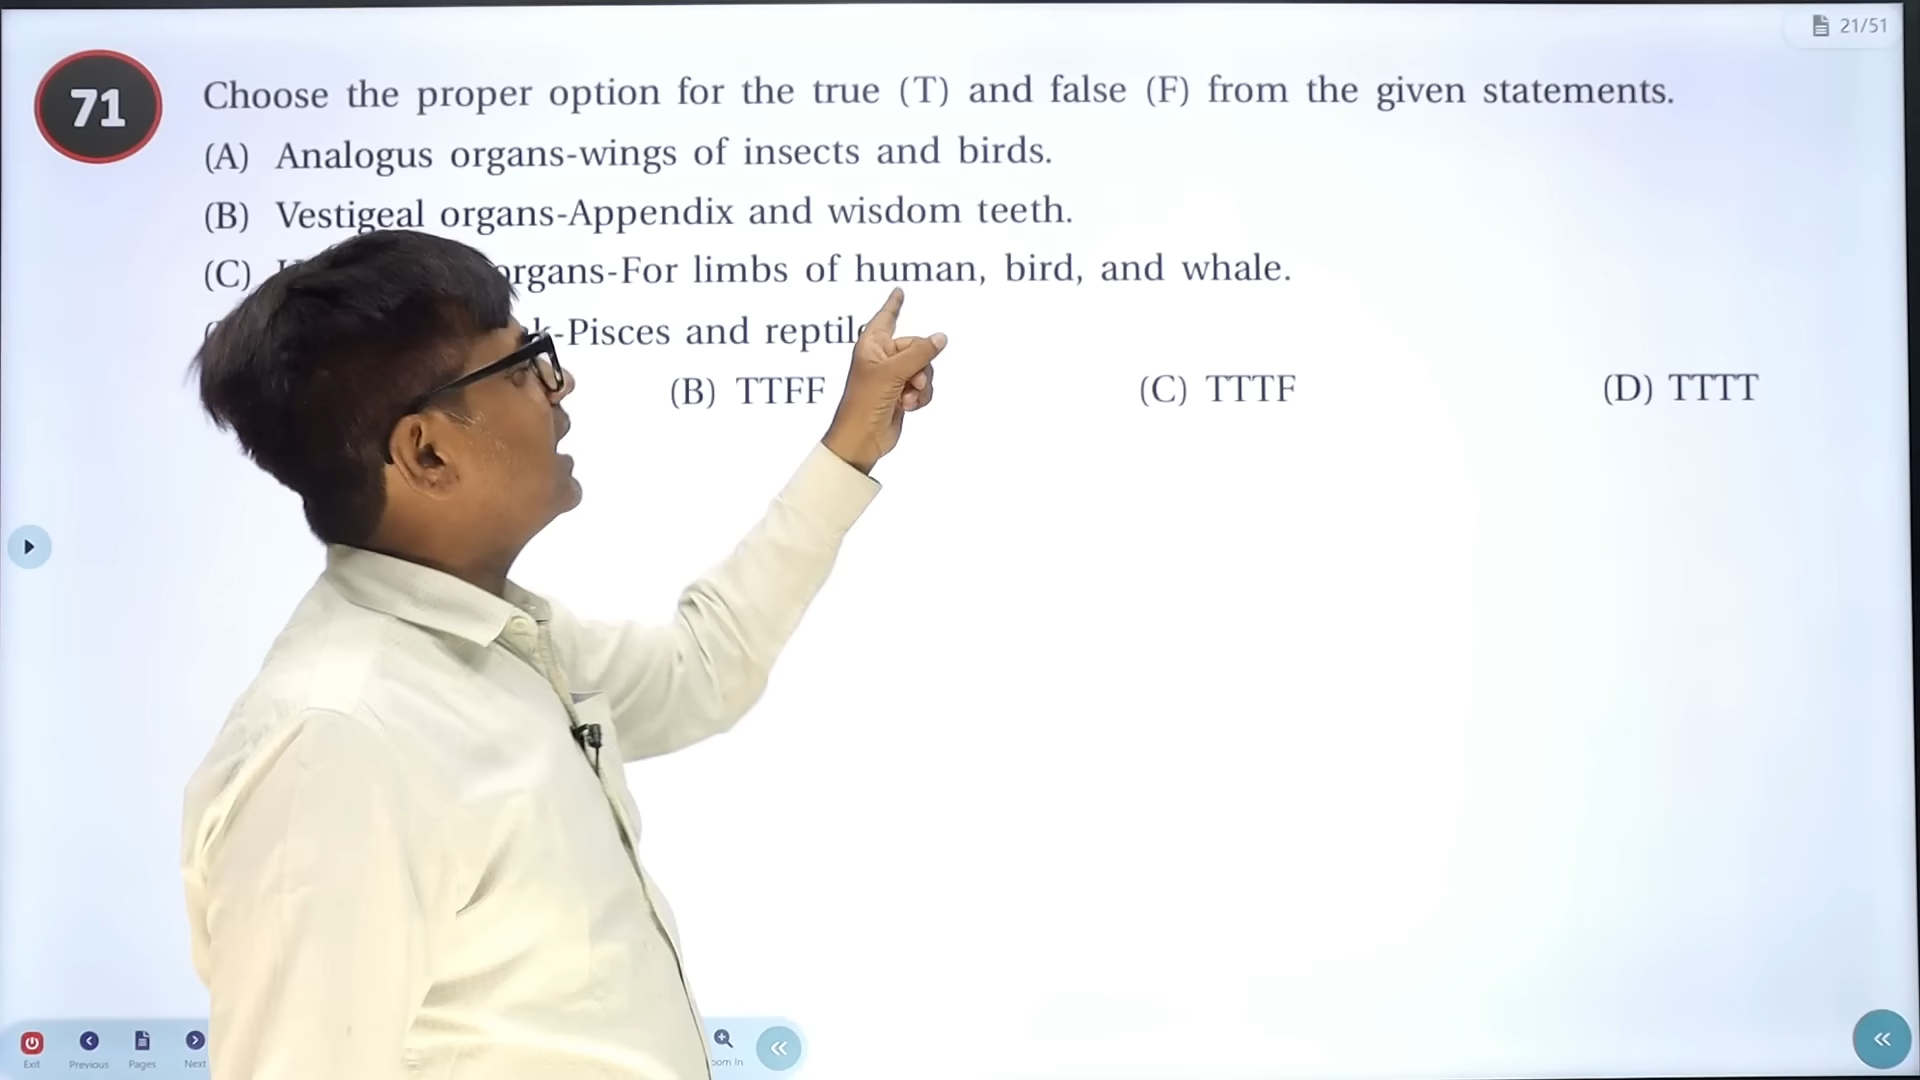 21/51
71
Choose the proper option for the true (T) and false (F) from the given statements.
(A) Analogus organs-wings of insects and birds.
(B) Vestigeal organs-Appendix and wisdom teeth.
(C) organs-For limbs of human, bird, and whale.
-Pisces and
(B) TTFF (C) TTTF (D) TTTT
Exit Previous Pages Next In